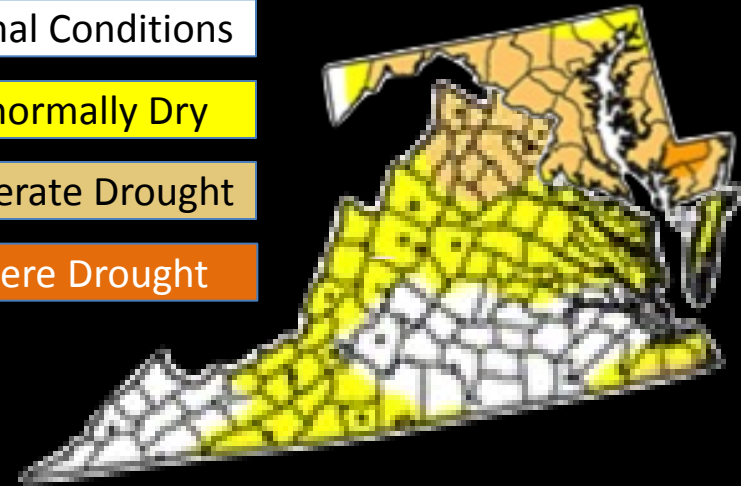 nal Conditions
normally Dry
erate Drought
ere Drought